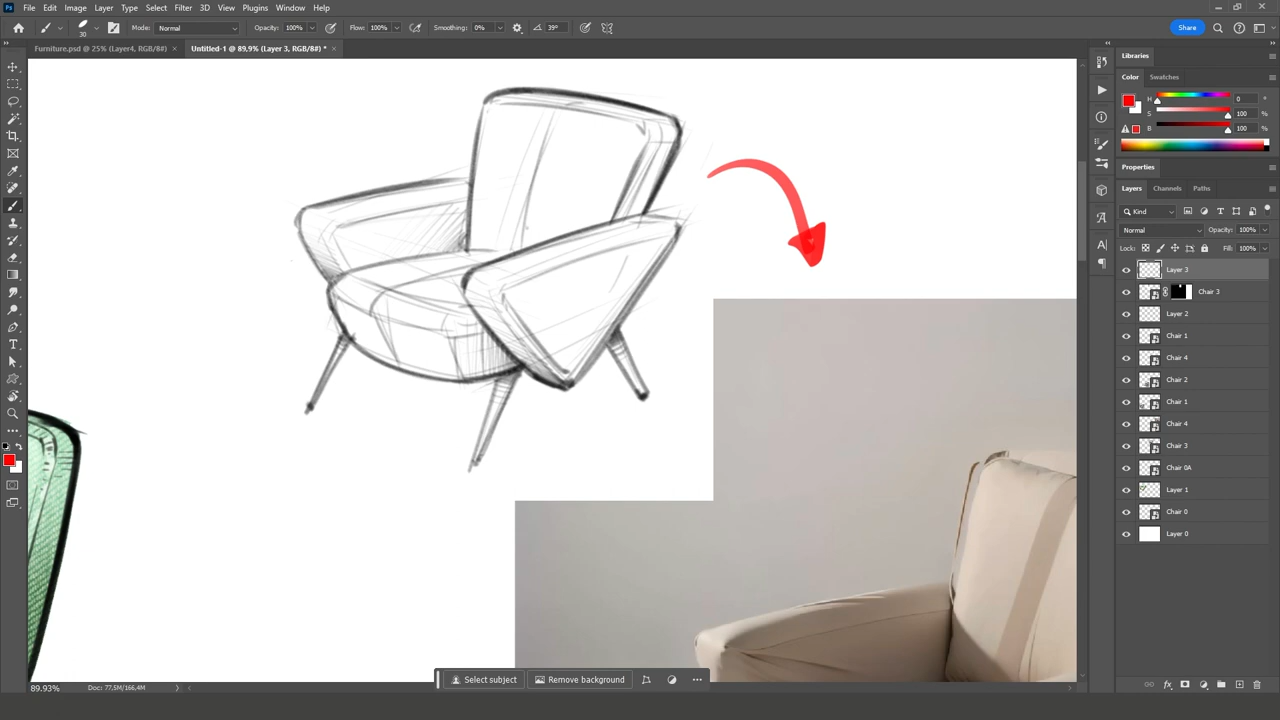 Ps File Edit Image Layer Type Select Filter 3D View Plugins Window Help
30 Mode: Normal Opacity: 100% Flow: 100% Smoothing: 0% 39° Share
Furniture.psd @ 25% (Layer4, RGB/8#) × Untitled-1 @ 89,9% (Layer 3, RGB/8#) * ×
Libraries
Color Swatches
H 0 °
S 100 %
B 100 %
Properties
Layers Channels Paths
Kind
Normal Opacity: 100%
Lock: Fill: 100%
Layer 3
Chair 3
Layer 2
Chair 1
Chair 4
Chair 2
Chair 1
Chair 4
Chair 3
Chair 0A
Layer 1
Chair 0
Layer 0
Select subject Remove background
89.93% Doc: 77,5M/166,4M